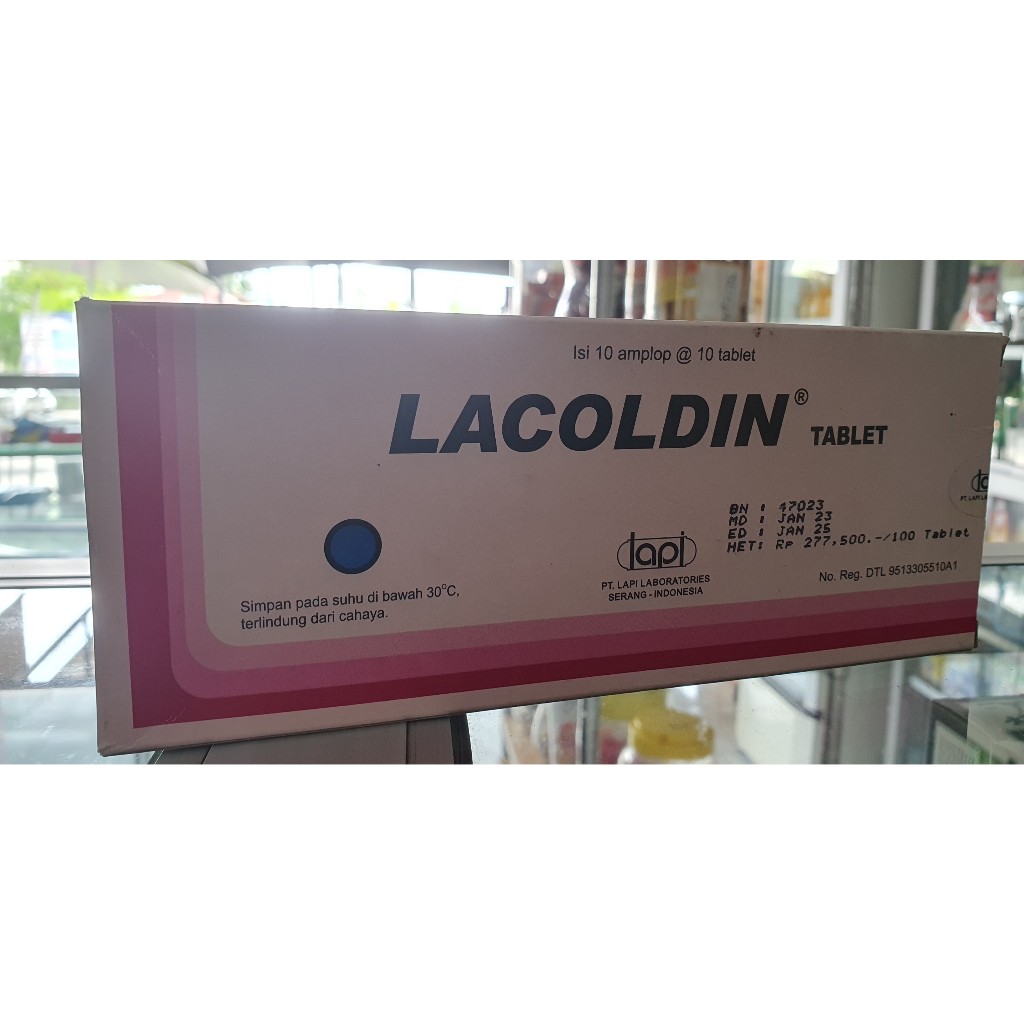 Isi 10 amplop @ 10 tablet
LACOLDIN® TABLET
BN : 47023
MD : JAN 23
ED : JAN 25
HET: Rp 277,500.-/100 Tablet
lapi
PT. LAPI LABORATORIES
SERANG - INDONESIA
No. Reg. DTL 9513305510A1
Simpan pada suhu di bawah 30°C,
terlindung dari cahaya.